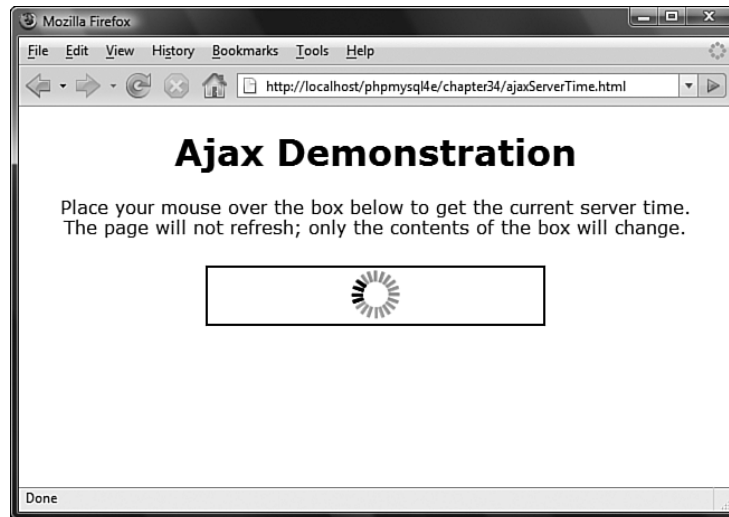 Mozilla Firefox
File Edit View History Bookmarks Tools Help
http://localhost/phpmysql4e/chapter34/ajaxServerTime.html
Ajax Demonstration
Place your mouse over the box below to get the current server time.
The page will not refresh; only the contents of the box will change.
Done